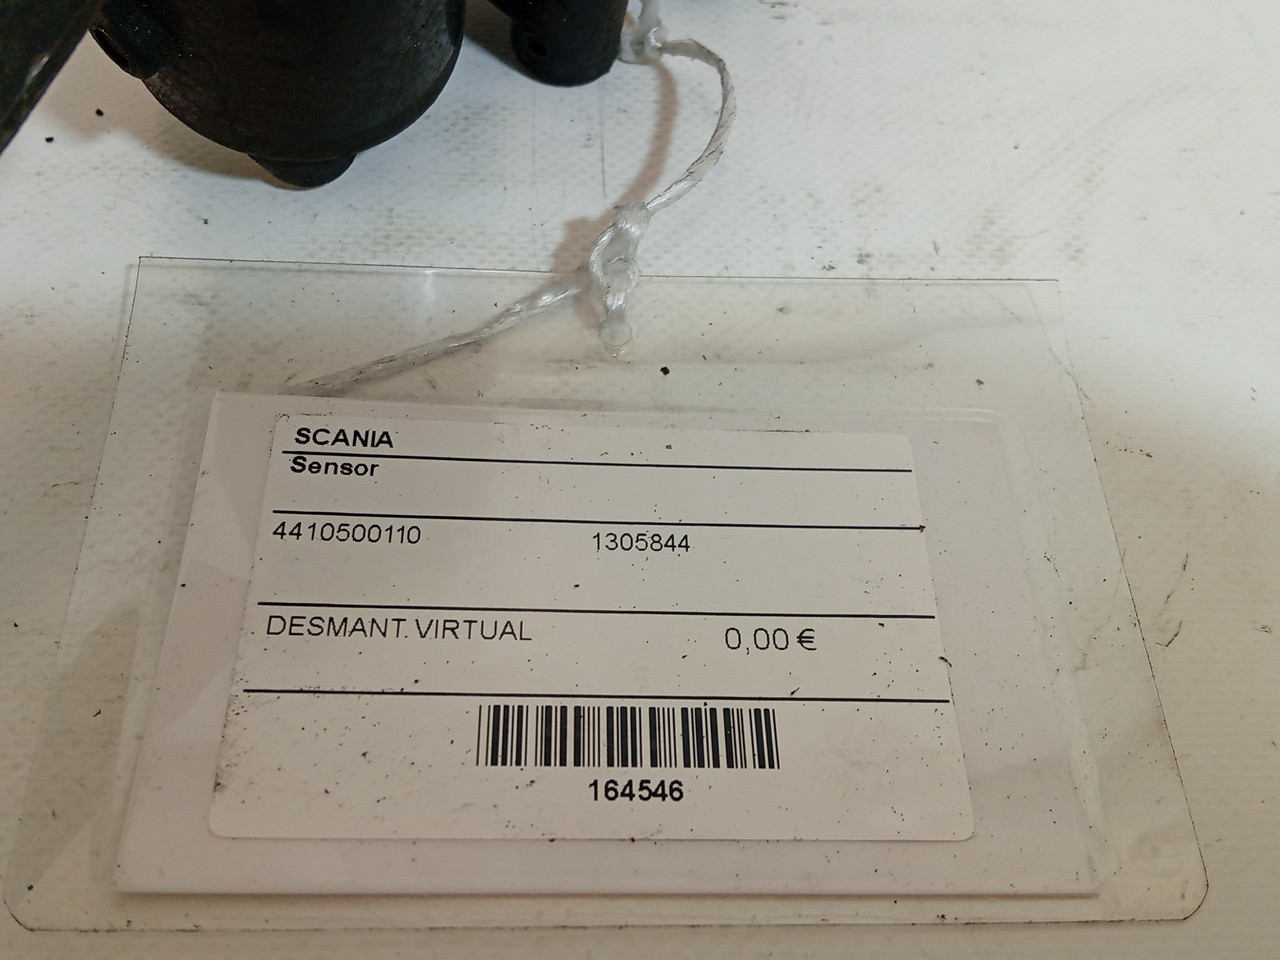 SCANIA
Sensor
4410500110 1305844
DESMANT. VIRTUAL 0,00 €
164546